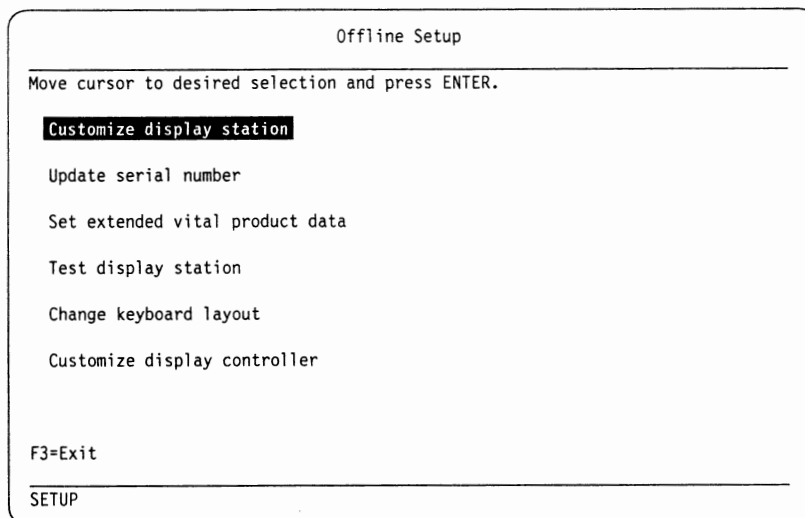 Offline Setup
Move cursor to desired selection and press ENTER.
Customize display station
Update serial number
Set extended vital product data
Test display station
Change keyboard layout
Customize display controller
F3=Exit
SETUP